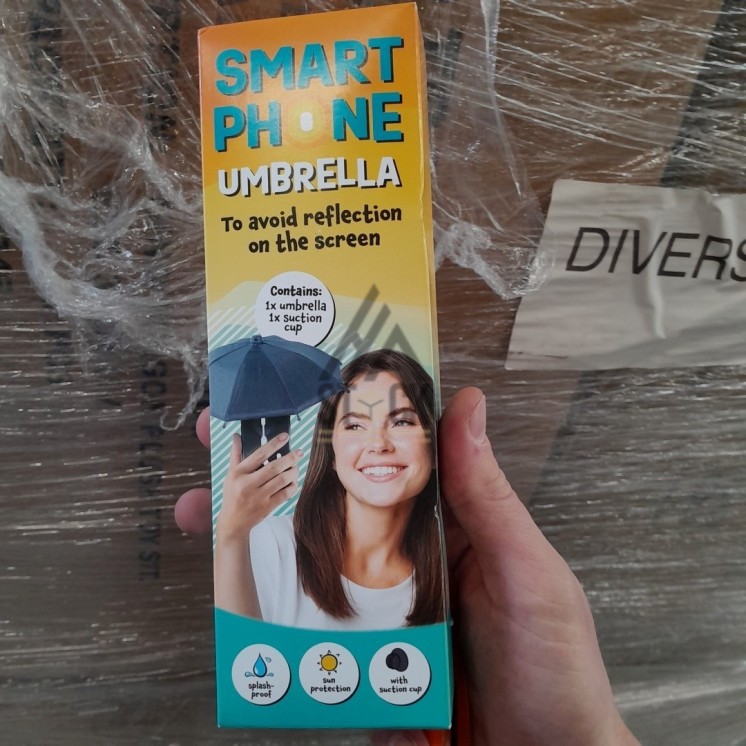 SMART
PHONE
UMBRELLA
To avoid reflection
on the screen
Contains:
1x umbrella
1x suction
cup
splash-
proof
sun
protection
with
suction cup
DIVERS